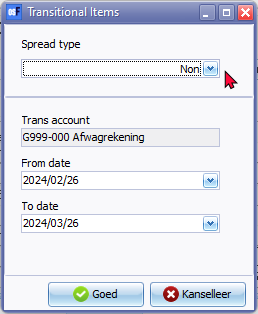 Transitional Items
Spread type
Non
Trans account
G999-000 Afwagrekening
From date
2024/02/26
To date
2024/03/26
Goed
Kanselleer